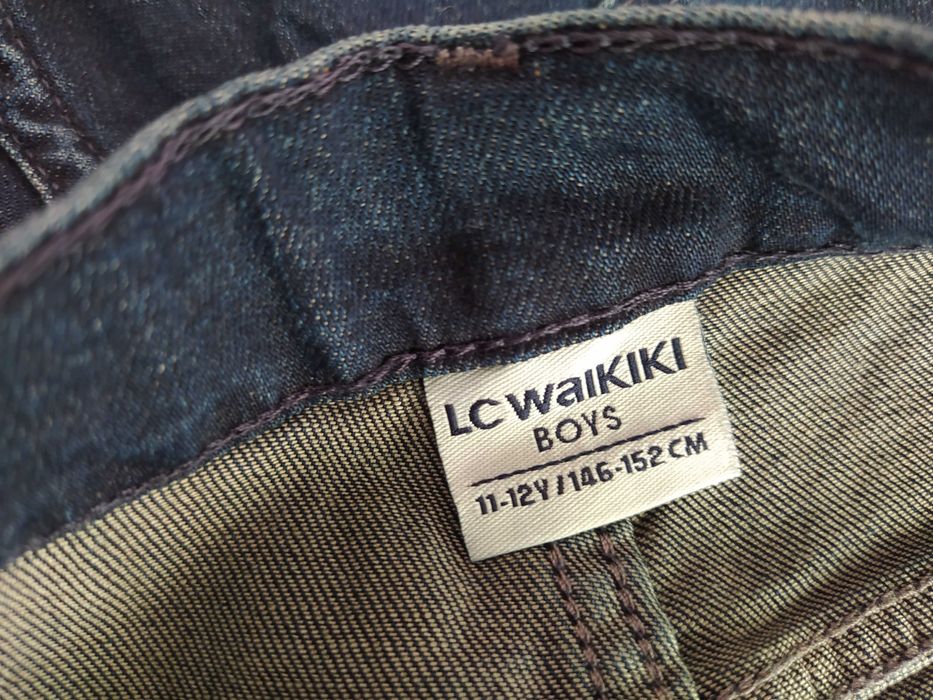 LC WaIKIKI
BOYS
11-12Y / 146-152 CM